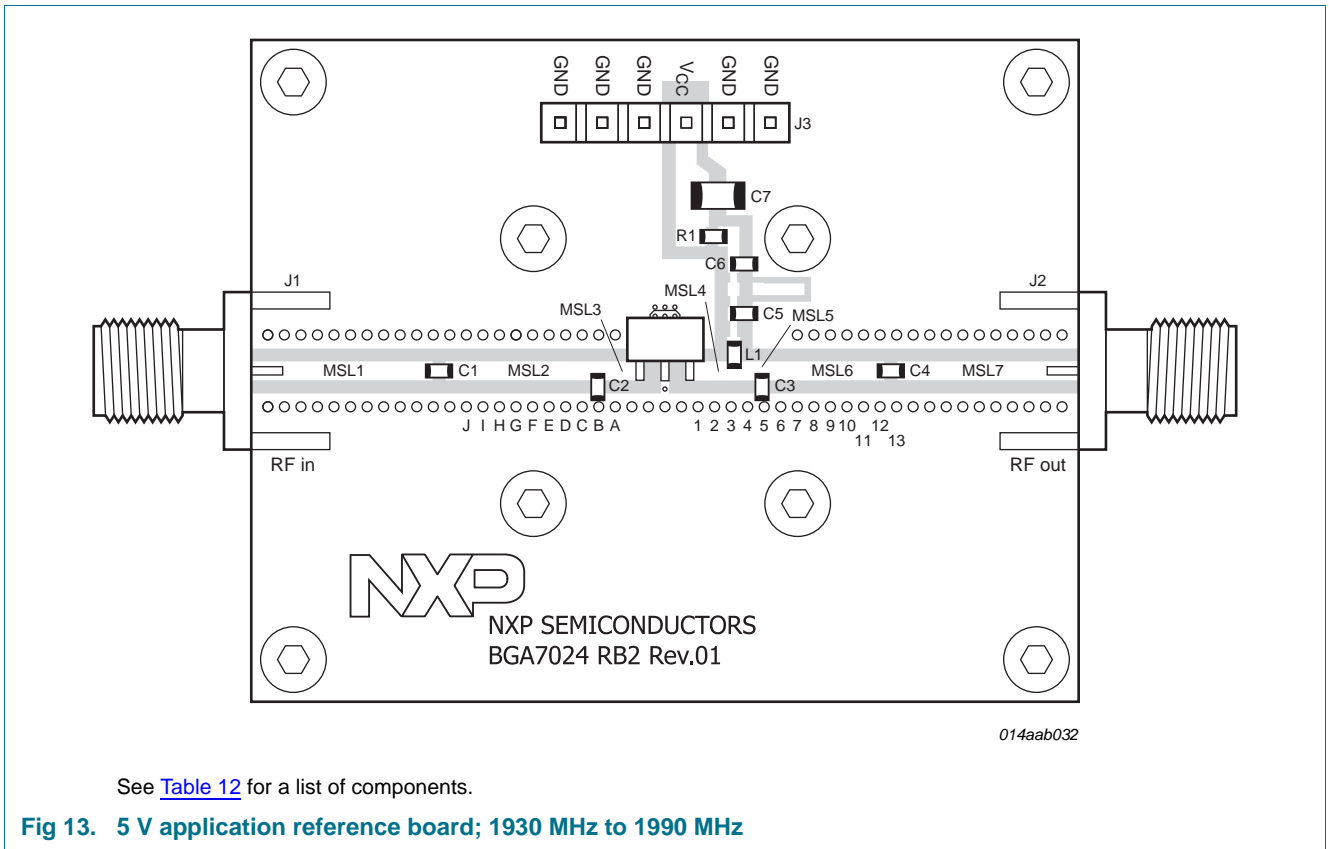 GND GND GND VCC GND GND
J3
C7
R1
C6
J1
J2
MSL4
MSL3
C5
MSL5
L1
MSL1
C1
MSL2
C2
C3
MSL6
C4
MSL7
J I H G F E D C B A
1 2 3 4 5 6 7 8 9 10 12
11 13
RF in
RF out
NXP
NXP SEMICONDUCTORS
BGA7024 RB2 Rev.01
014aab032
See Table 12 for a list of components.
Fig 13. 5 V application reference board; 1930 MHz to 1990 MHz